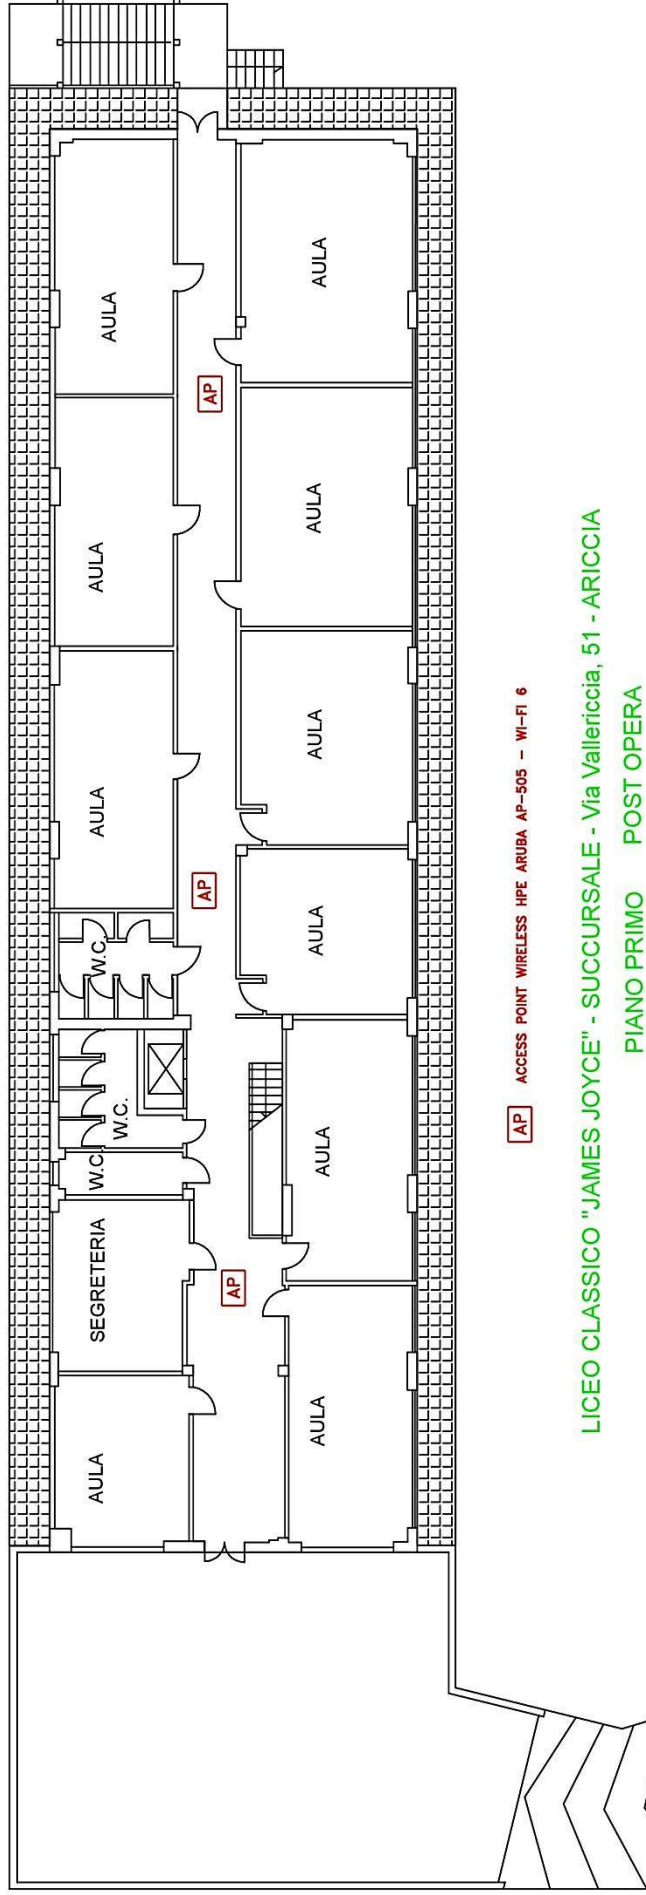 AULA
SEGRETERIA
W.C
W.C.
W.C.
AULA
AULA
AULA
AP
AP
AP
AULA
AULA
AULA
AULA
AULA
AULA
AP ACCESS POINT WIRELESS HPE ARUBA AP-505 - WI-FI 6
LICEO CLASSICO "JAMES JOYCE" - SUCCURSALE - Via Vallericcia, 51 - ARICCIA
PIANO PRIMO POST OPERA